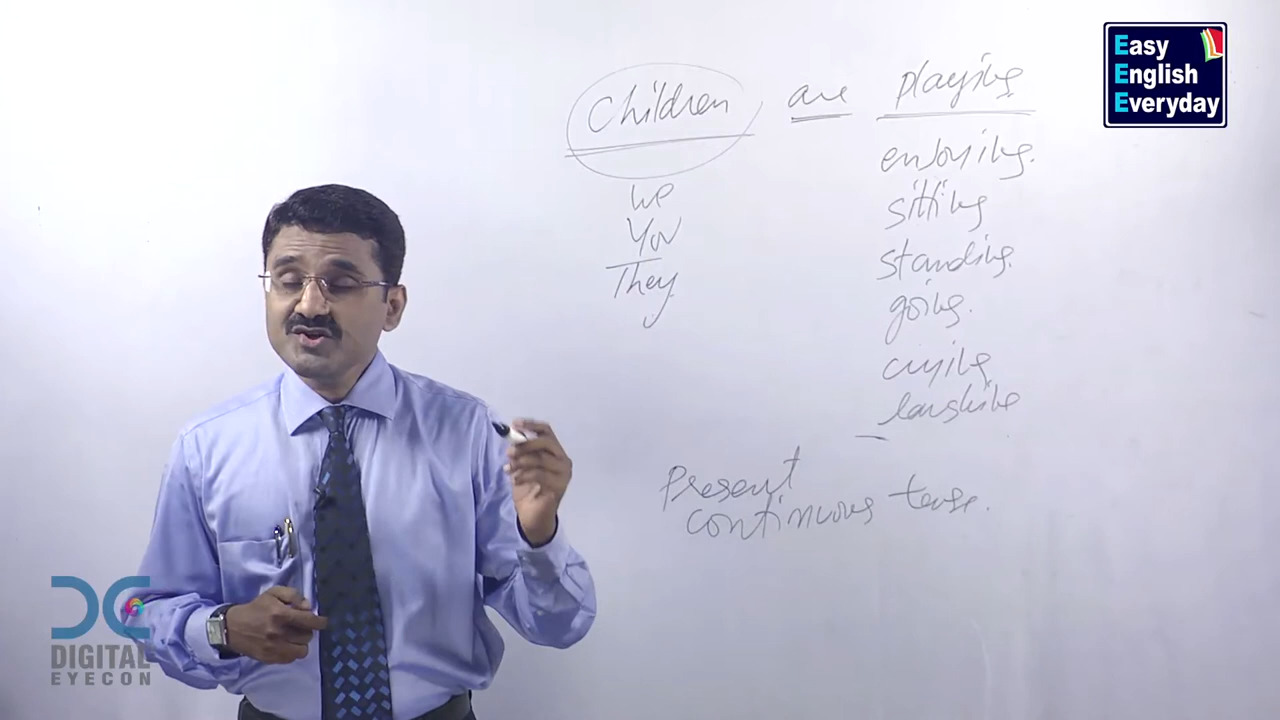 Children are playing
enjoying.
sitting
standing.
going.
crying
laughing
We
You
They
Present
continuous tense.
Easy
English
Everyday
DIGITAL
EYECON